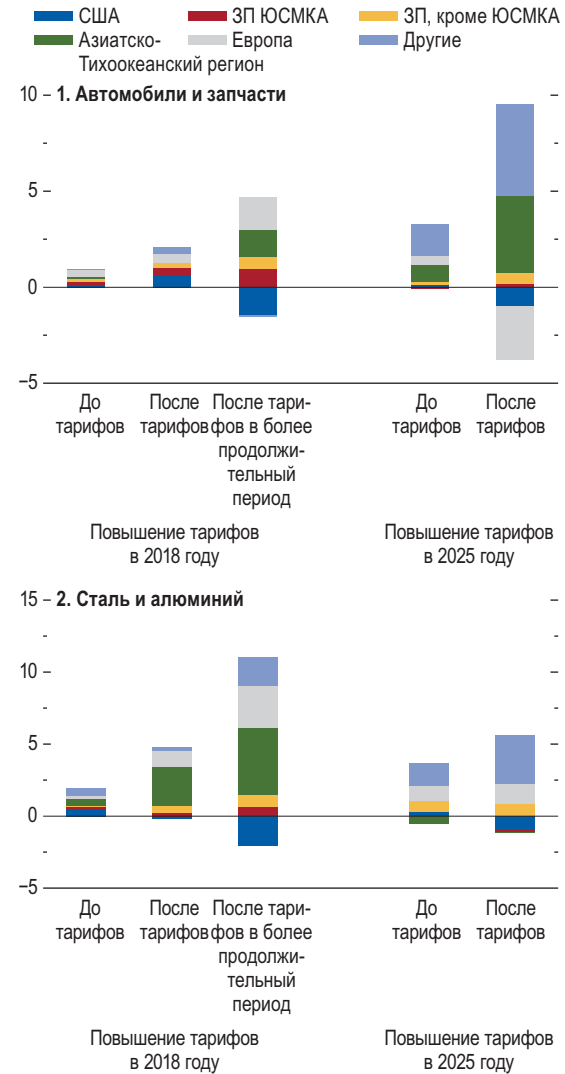 США
ЗП ЮСМКА
ЗП, кроме ЮСМКА
Азиатско-
Тихоокеанский регион
Европа
Другие
10
1. Автомобили и запчасти
5
0
–5
До
тарифов
После
тарифов
После тари-
фов в более
продолжи-
тельный
период
До
тарифов
После
тарифов
Повышение тарифов
в 2018 году
Повышение тарифов
в 2025 году
15
2. Сталь и алюминий
10
5
0
–5
До
тарифов
После
тарифов
После тари-
фов в более
продолжи-
тельный
период
До
тарифов
После
тарифов
Повышение тарифов
в 2018 году
Повышение тарифов
в 2025 году